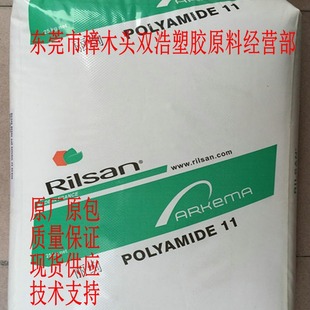 POLYAMIDE 11
东莞市樟木头双浩塑胶原料经营部
Rilsan®
www.rilsan.com
ARKEMA
原厂原包
质量保证
POLYAMIDE 11
现货供应
技术支持